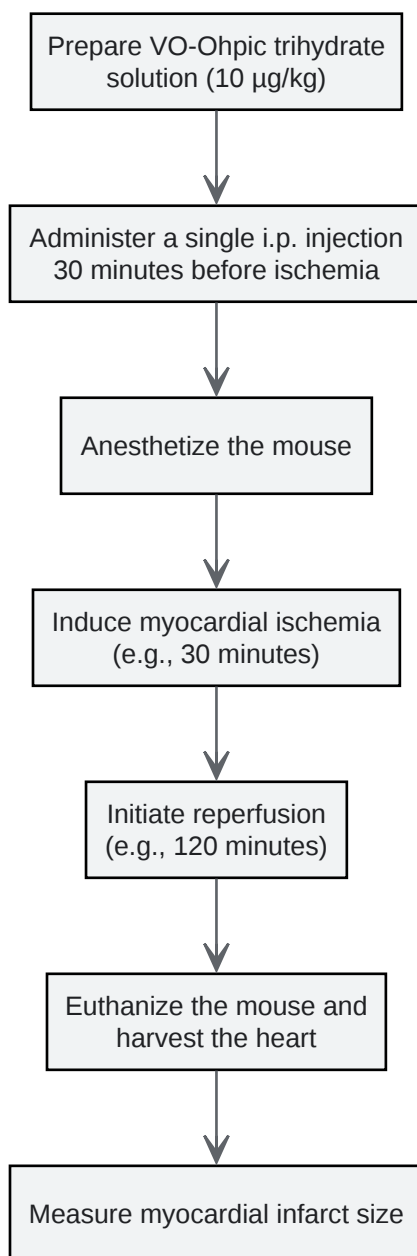 Prepare VO-Ohpic trihydrate
solution (10 µg/kg)
Administer a single i.p. injection
30 minutes before ischemia
Anesthetize the mouse
Induce myocardial ischemia
(e.g., 30 minutes)
Initiate reperfusion
(e.g., 120 minutes)
Euthanize the mouse and
harvest the heart
Measure myocardial infarct size